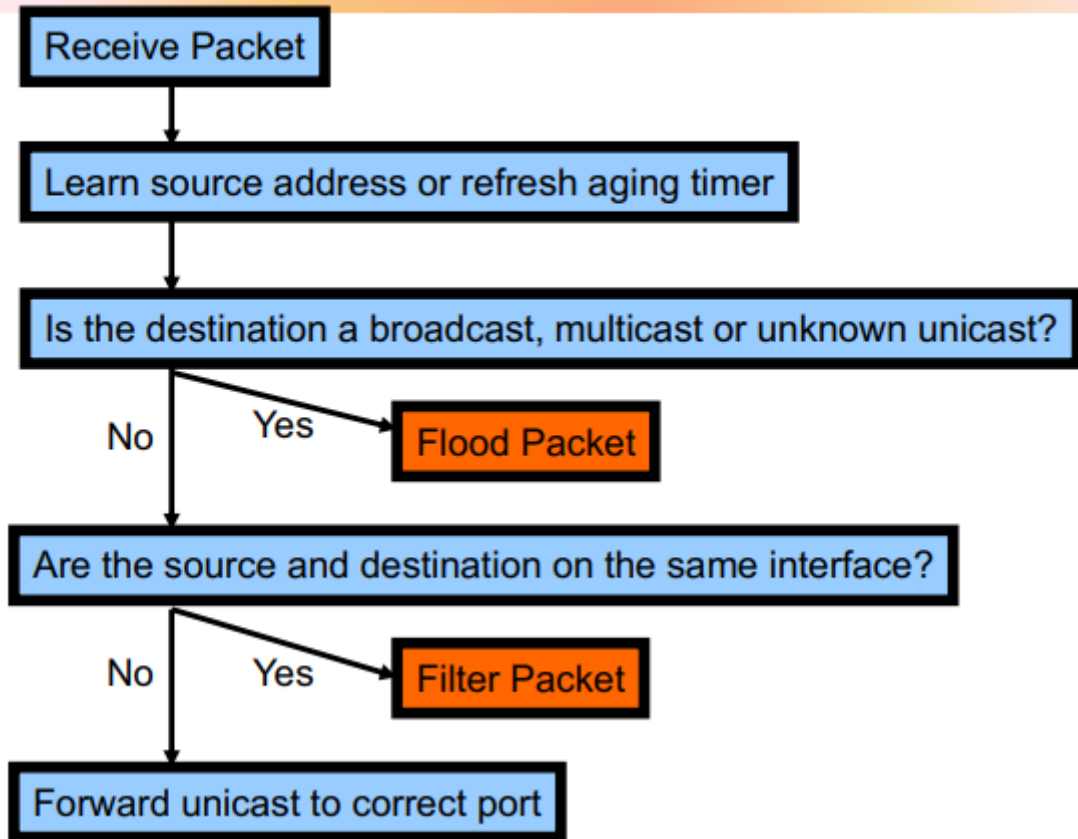 Receive Packet
Learn source address or refresh aging timer
Is the destination a broadcast, multicast or unknown unicast?
No
Yes
Flood Packet
Are the source and destination on the same interface?
No
Yes
Filter Packet
Forward unicast to correct port